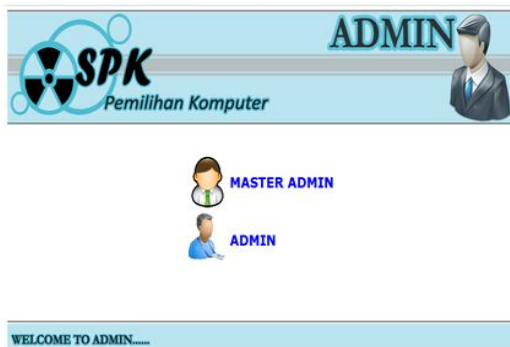 SPK
Pemilihan Komputer
ADMIN
MASTER ADMIN
ADMIN
WELCOME TO ADMIN......